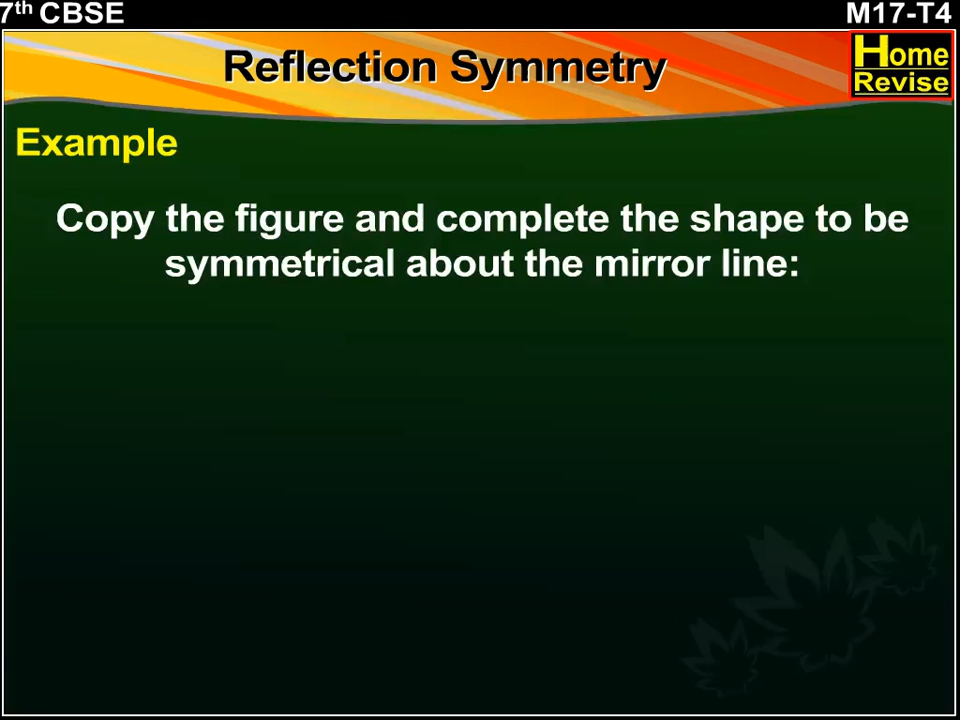 7th CBSE
M17-T4
Reflection Symmetry
Home
Revise
Example
Copy the figure and complete the shape to be
symmetrical about the mirror line: